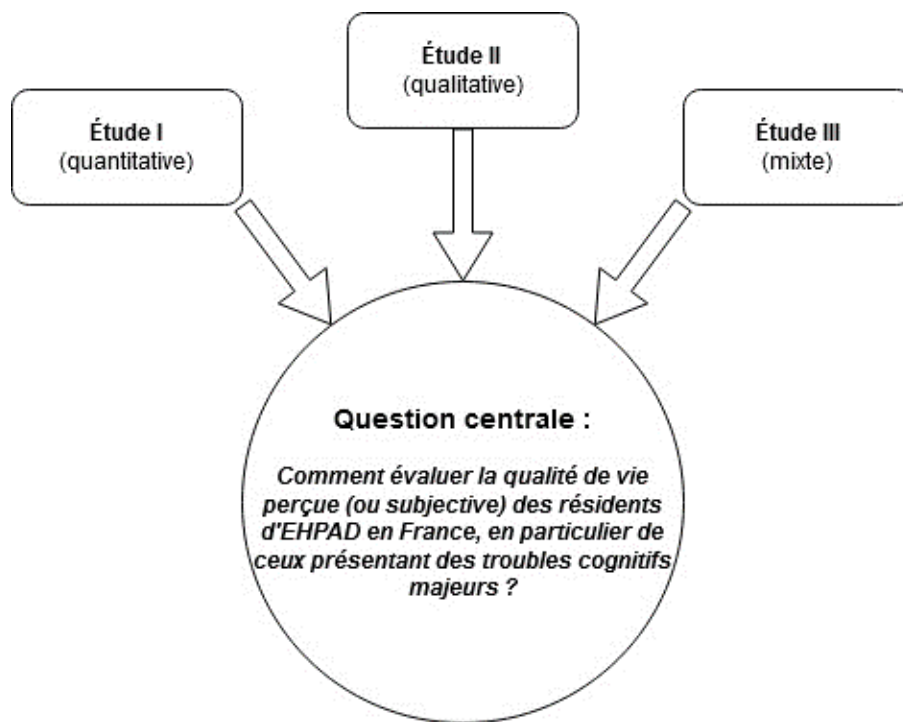 Étude I
(quantitative)
Étude II
(qualitative)
Étude III
(mixte)
Question centrale :
Comment évaluer la qualité de vie
perçue (ou subjective) des résidents
d'EHPAD en France, en particulier de
ceux présentant des troubles cognitifs
majeurs ?